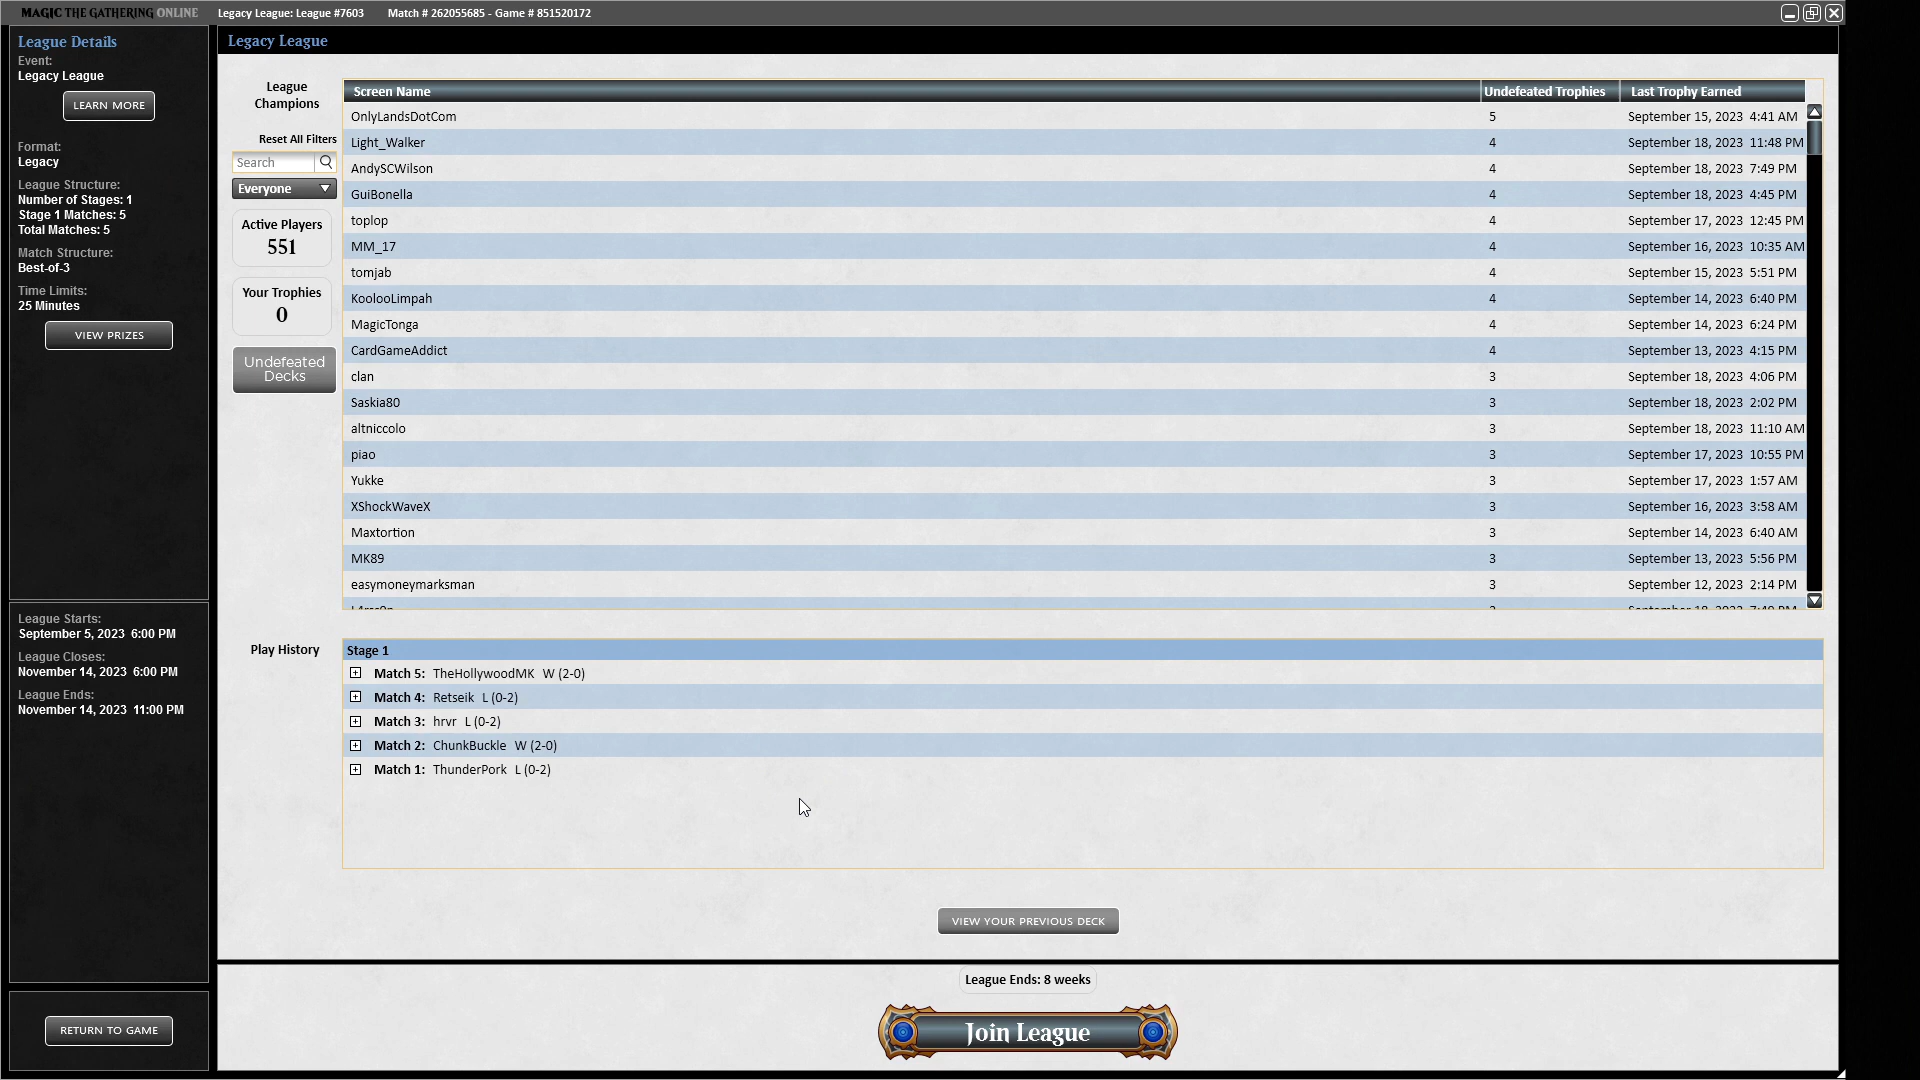 MAGIC THE GATHERING ONLINE
Legacy League: League #7603
Match # 262055685 - Game # 851520172
League Details
Event:
Legacy League
LEARN MORE
Format:
Legacy
League Structure:
Number of Stages: 1
Stage 1 Matches: 5
Total Matches: 5
Match Structure:
Best-of-3
Time Limits:
25 Minutes
VIEW PRIZES
League Starts:
September 5, 2023 6:00 PM
League Closes:
November 14, 2023 6:00 PM
League Ends:
November 14, 2023 11:00 PM
RETURN TO GAME
Legacy League
League
Champions
Reset All Filters
Search
Everyone
Active Players
551
Your Trophies
0
Undefeated
Decks
Screen Name Undefeated Trophies Last Trophy Earned
OnlyLandsDotCom 5 September 15, 2023 4:41 AM
Light_Walker 4 September 18, 2023 11:48 PM
AndySCWilson 4 September 18, 2023 7:49 PM
GuiBonella 4 September 18, 2023 4:45 PM
toplop 4 September 17, 2023 12:45 PM
MM_17 4 September 16, 2023 10:35 AM
tomjab 4 September 15, 2023 5:51 PM
KoolooLimpah 4 September 14, 2023 6:40 PM
MagicTonga 4 September 14, 2023 6:24 PM
CardGameAddict 4 September 13, 2023 4:15 PM
clan 3 September 18, 2023 4:06 PM
Saskia80 3 September 18, 2023 2:02 PM
altniccolo 3 September 18, 2023 11:10 AM
piao 3 September 17, 2023 10:55 PM
Yukke 3 September 17, 2023 1:57 AM
XShockWaveX 3 September 16, 2023 3:58 AM
Maxtortion 3 September 14, 2023 6:40 AM
MK89 3 September 13, 2023 5:56 PM
easymoneymarksman 3 September 12, 2023 2:14 PM
Play History
Stage 1
Match 5: TheHollywoodMK W (2-0)
Match 4: Retseik L (0-2)
Match 3: hrvr L (0-2)
Match 2: ChunkBuckle W (2-0)
Match 1: ThunderPork L (0-2)
VIEW YOUR PREVIOUS DECK
League Ends: 8 weeks
Join League